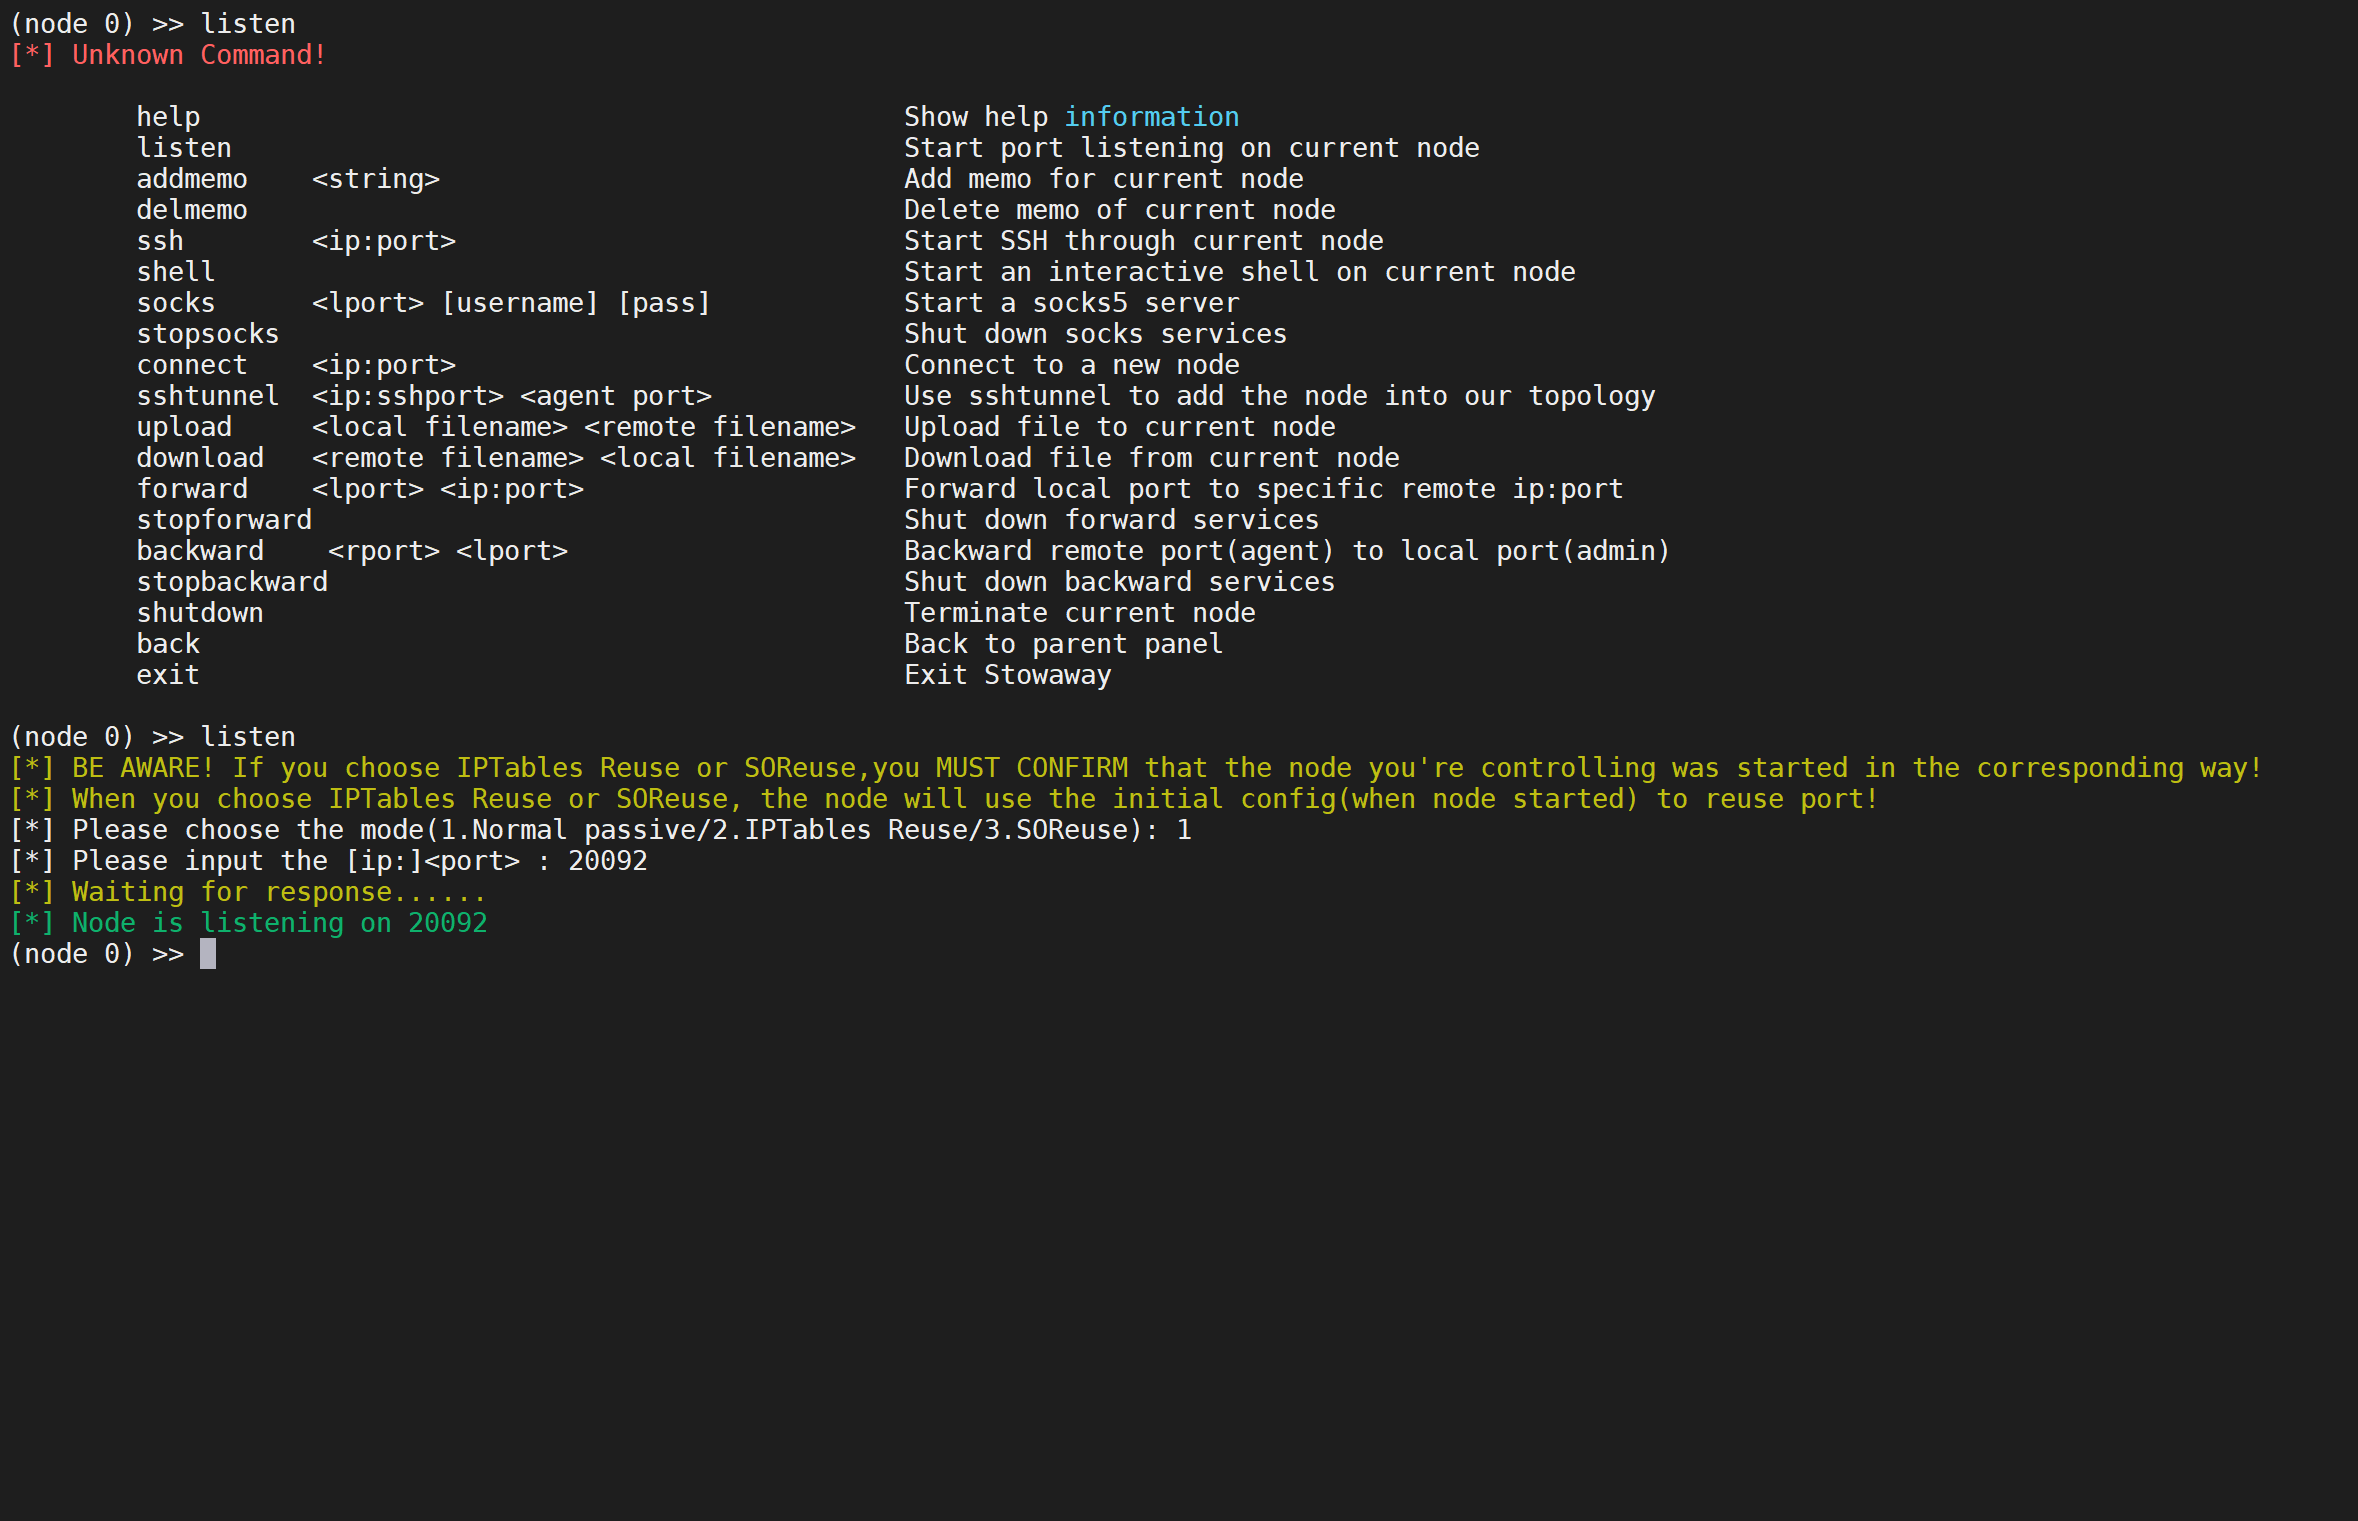 (node 0) >> listen
[*] Unknown Command!
help                                            Show help information
listen                                          Start port listening on current node
addmemo    <string>                             Add memo for current node
delmemo                                         Delete memo of current node
ssh        <ip:port>                            Start SSH through current node
shell                                           Start an interactive shell on current node
socks      <lport> [username] [pass]            Start a socks5 server
stopsocks                                       Shut down socks services
connect    <ip:port>                            Connect to a new node
sshtunnel  <ip:sshport> <agent port>            Use sshtunnel to add the node into our topology
upload     <local filename> <remote filename>   Upload file to current node
download   <remote filename> <local filename>   Download file from current node
forward    <lport> <ip:port>                    Forward local port to specific remote ip:port
stopforward                                     Shut down forward services
backward    <rport> <lport>                     Backward remote port(agent) to local port(admin)
stopbackward                                    Shut down backward services
shutdown                                        Terminate current node
back                                            Back to parent panel
exit                                            Exit Stowaway
(node 0) >> listen
[*] BE AWARE! If you choose IPTables Reuse or SOReuse,you MUST CONFIRM that the node you're controlling was started in the corresponding way!
[*] When you choose IPTables Reuse or SOReuse, the node will use the initial config(when node started) to reuse port!
[*] Please choose the mode(1.Normal passive/2.IPTables Reuse/3.SOReuse): 1
[*] Please input the [ip:]<port> : 20092
[*] Waiting for response......
[*] Node is listening on 20092
(node 0) >>